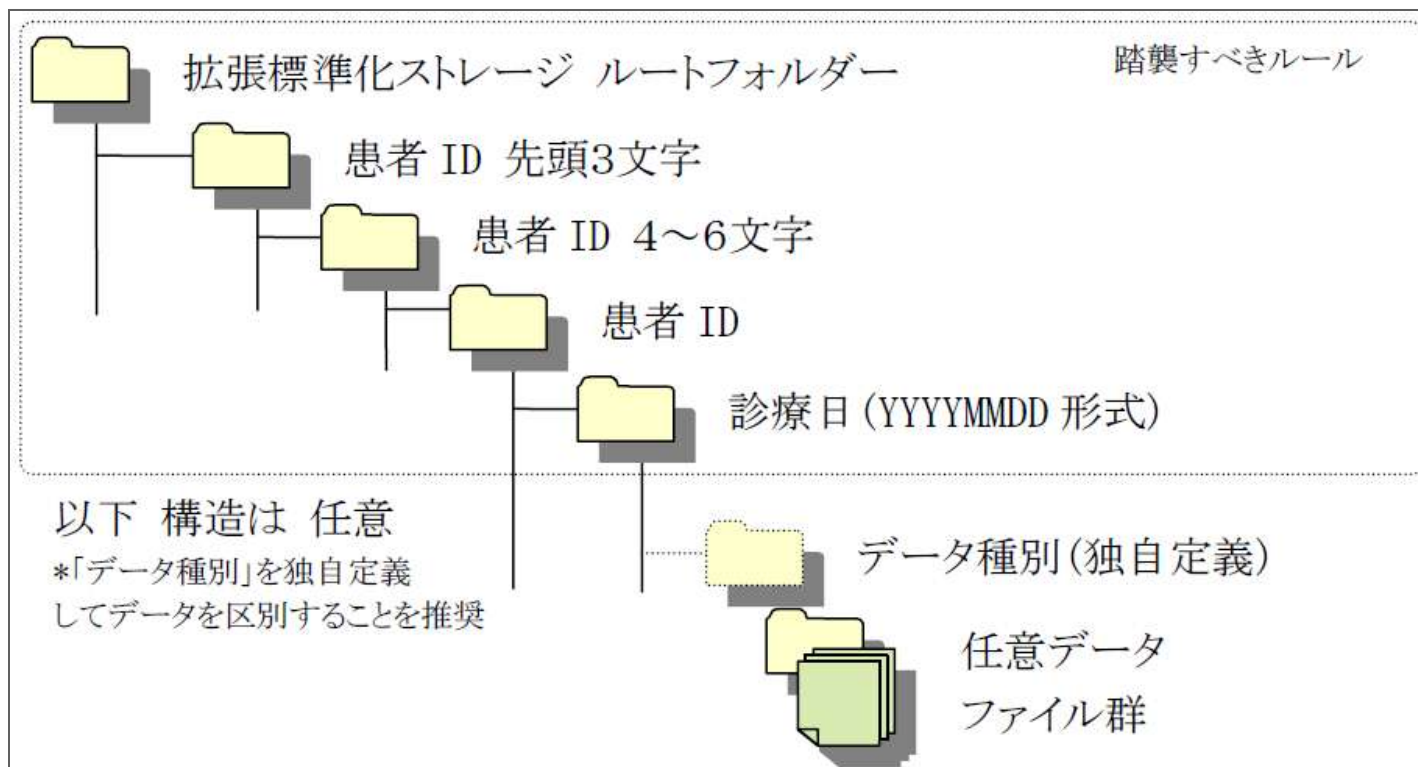 拡張標準化ストレージ ルートフォルダー
踏襲すべきルール
患者 ID 先頭3文字
患者 ID 4～6文字
患者 ID
診療日(YYYYMMDD 形式)
以下 構造は 任意
*「データ種別」を独自定義
してデータを区別することを推奨
データ種別(独自定義)
任意データ
ファイル群